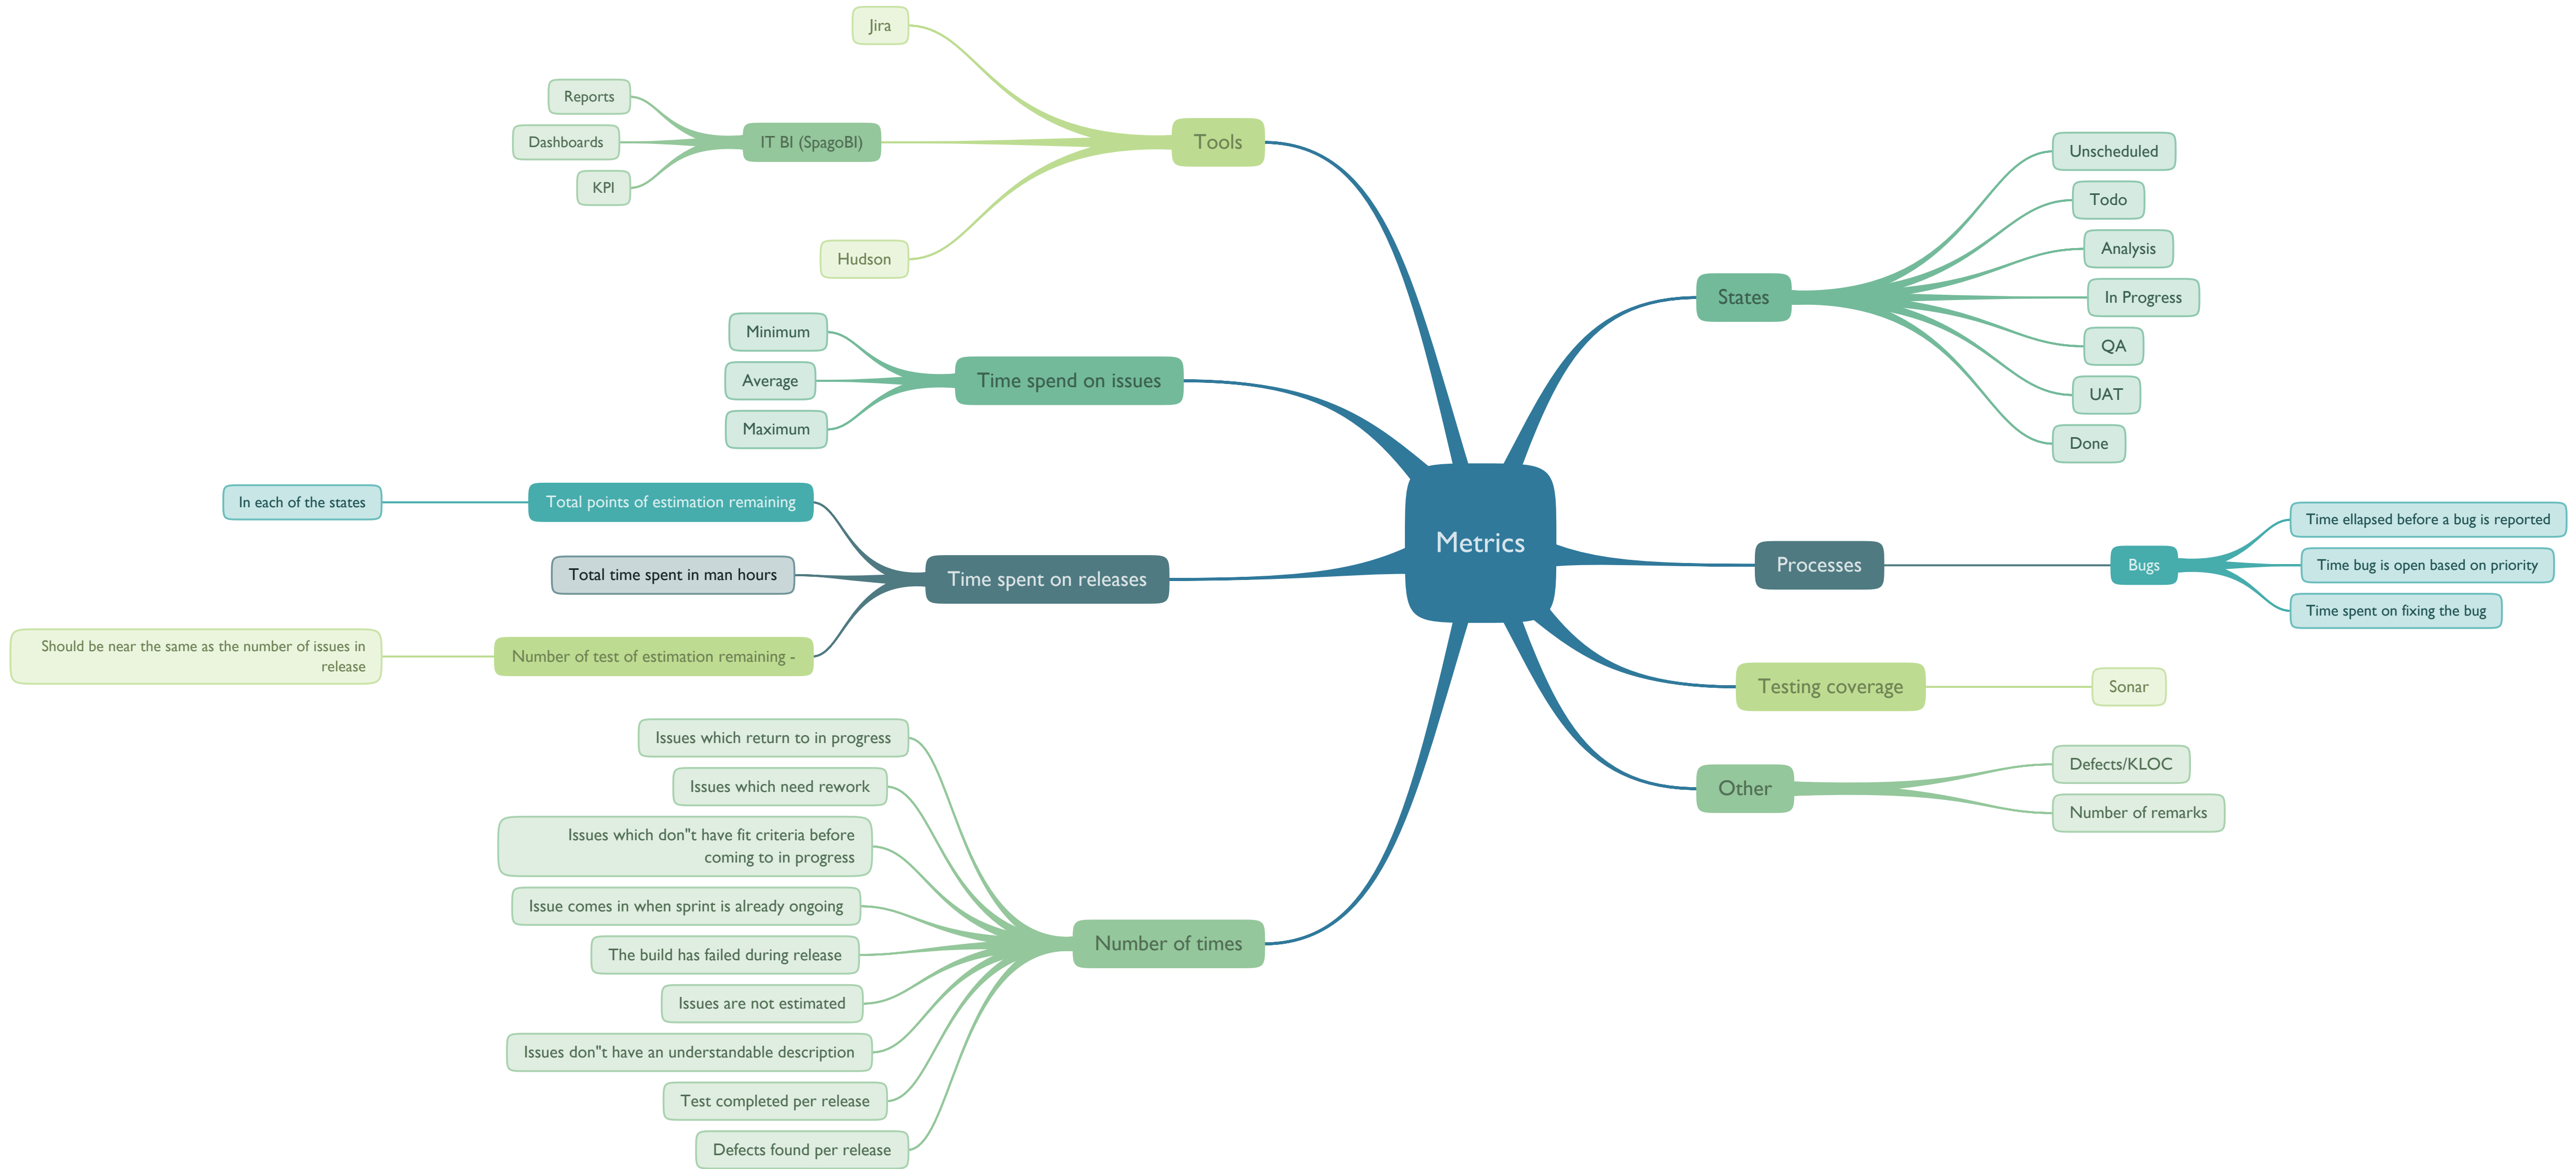 Metrics
Tools
Jira
IT BI (SpagoBI)
Reports
Dashboards
KPI
Hudson
Time spend on issues
Minimum
Average
Maximum
Time spent on releases
Total points of estimation remaining
In each of the states
Total time spent in man hours
Number of test of estimation remaining -
Should be near the same as the number of issues in
release
Number of times
Issues which return to in progress
Issues which need rework
Issues which don"t have fit criteria before
coming to in progress
Issue comes in when sprint is already ongoing
The build has failed during release
Issues are not estimated
Issues don"t have an understandable description
Test completed per release
Defects found per release
States
Unscheduled
Todo
Analysis
In Progress
QA
UAT
Done
Processes
Bugs
Time ellapsed before a bug is reported
Time bug is open based on priority
Time spent on fixing the bug
Testing coverage
Sonar
Other
Defects/KLOC
Number of remarks